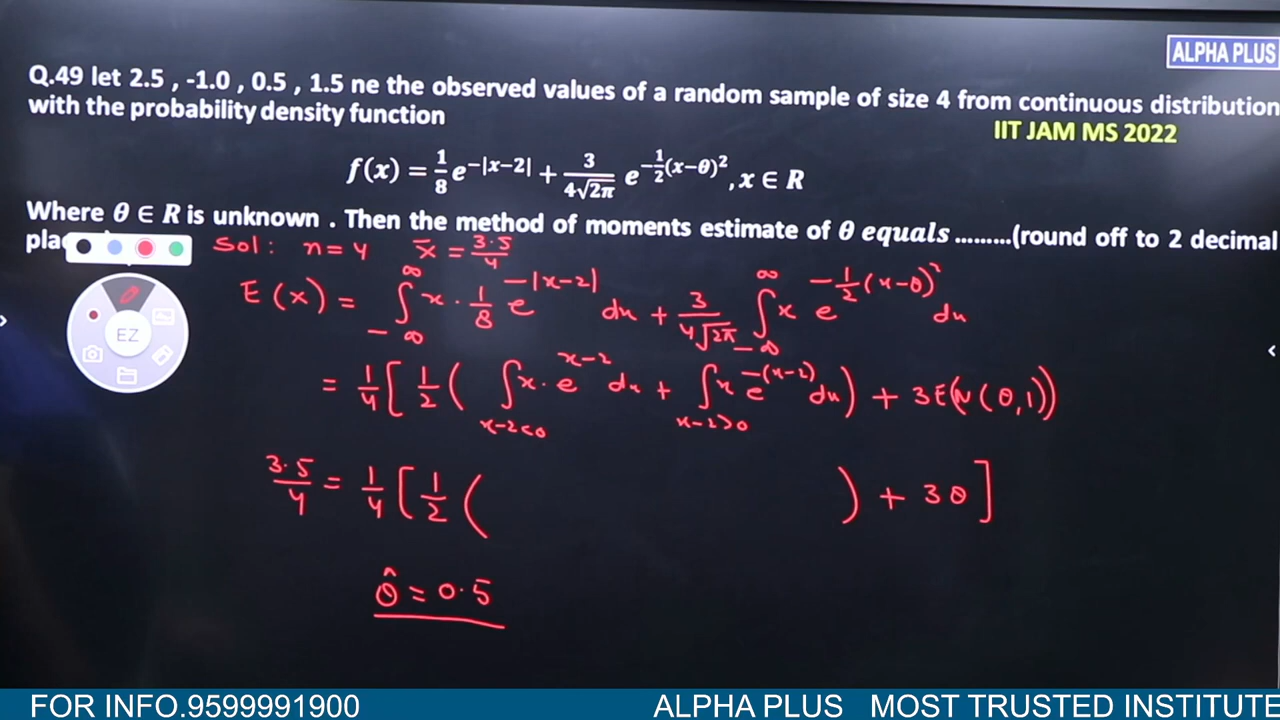 ALPHA PLUS
Q.49 let 2.5 , -1.0 , 0.5 , 1.5 ne the observed values of a random sample of size 4 from continuous distribution
with the probability density function
IIT JAM MS 2022
f(x) = 1/8 e^{-|x-2|} + 3/(4√2π) e^{-1/2(x-θ)²}, x ∈ R
Where θ ∈ R is unknown . Then the method of moments estimate of θ equals .........(round off to 2 decimal
Sol: n=4 x̄ = 3.5/4
E(x) = ∫_{-∞}^{∞} x · 1/8 e^{-|x-2|} dx + 3/(4√2π) ∫_{-∞}^{∞} x e^{-1/2(x-θ)²} dx
= 1/4 [ 1/2 ( ∫_{x-2<0} x · e^{x-2} dx + ∫_{x-2>0} x e^{-(x-2)} dx ) + 3E(N(θ,1))
3.5/4 = 1/4 [ 1/2 ( ) + 3θ ]
θ̂ = 0.5
EZ
FOR INFO.9599991900 ALPHA PLUS MOST TRUSTED INSTITUTE